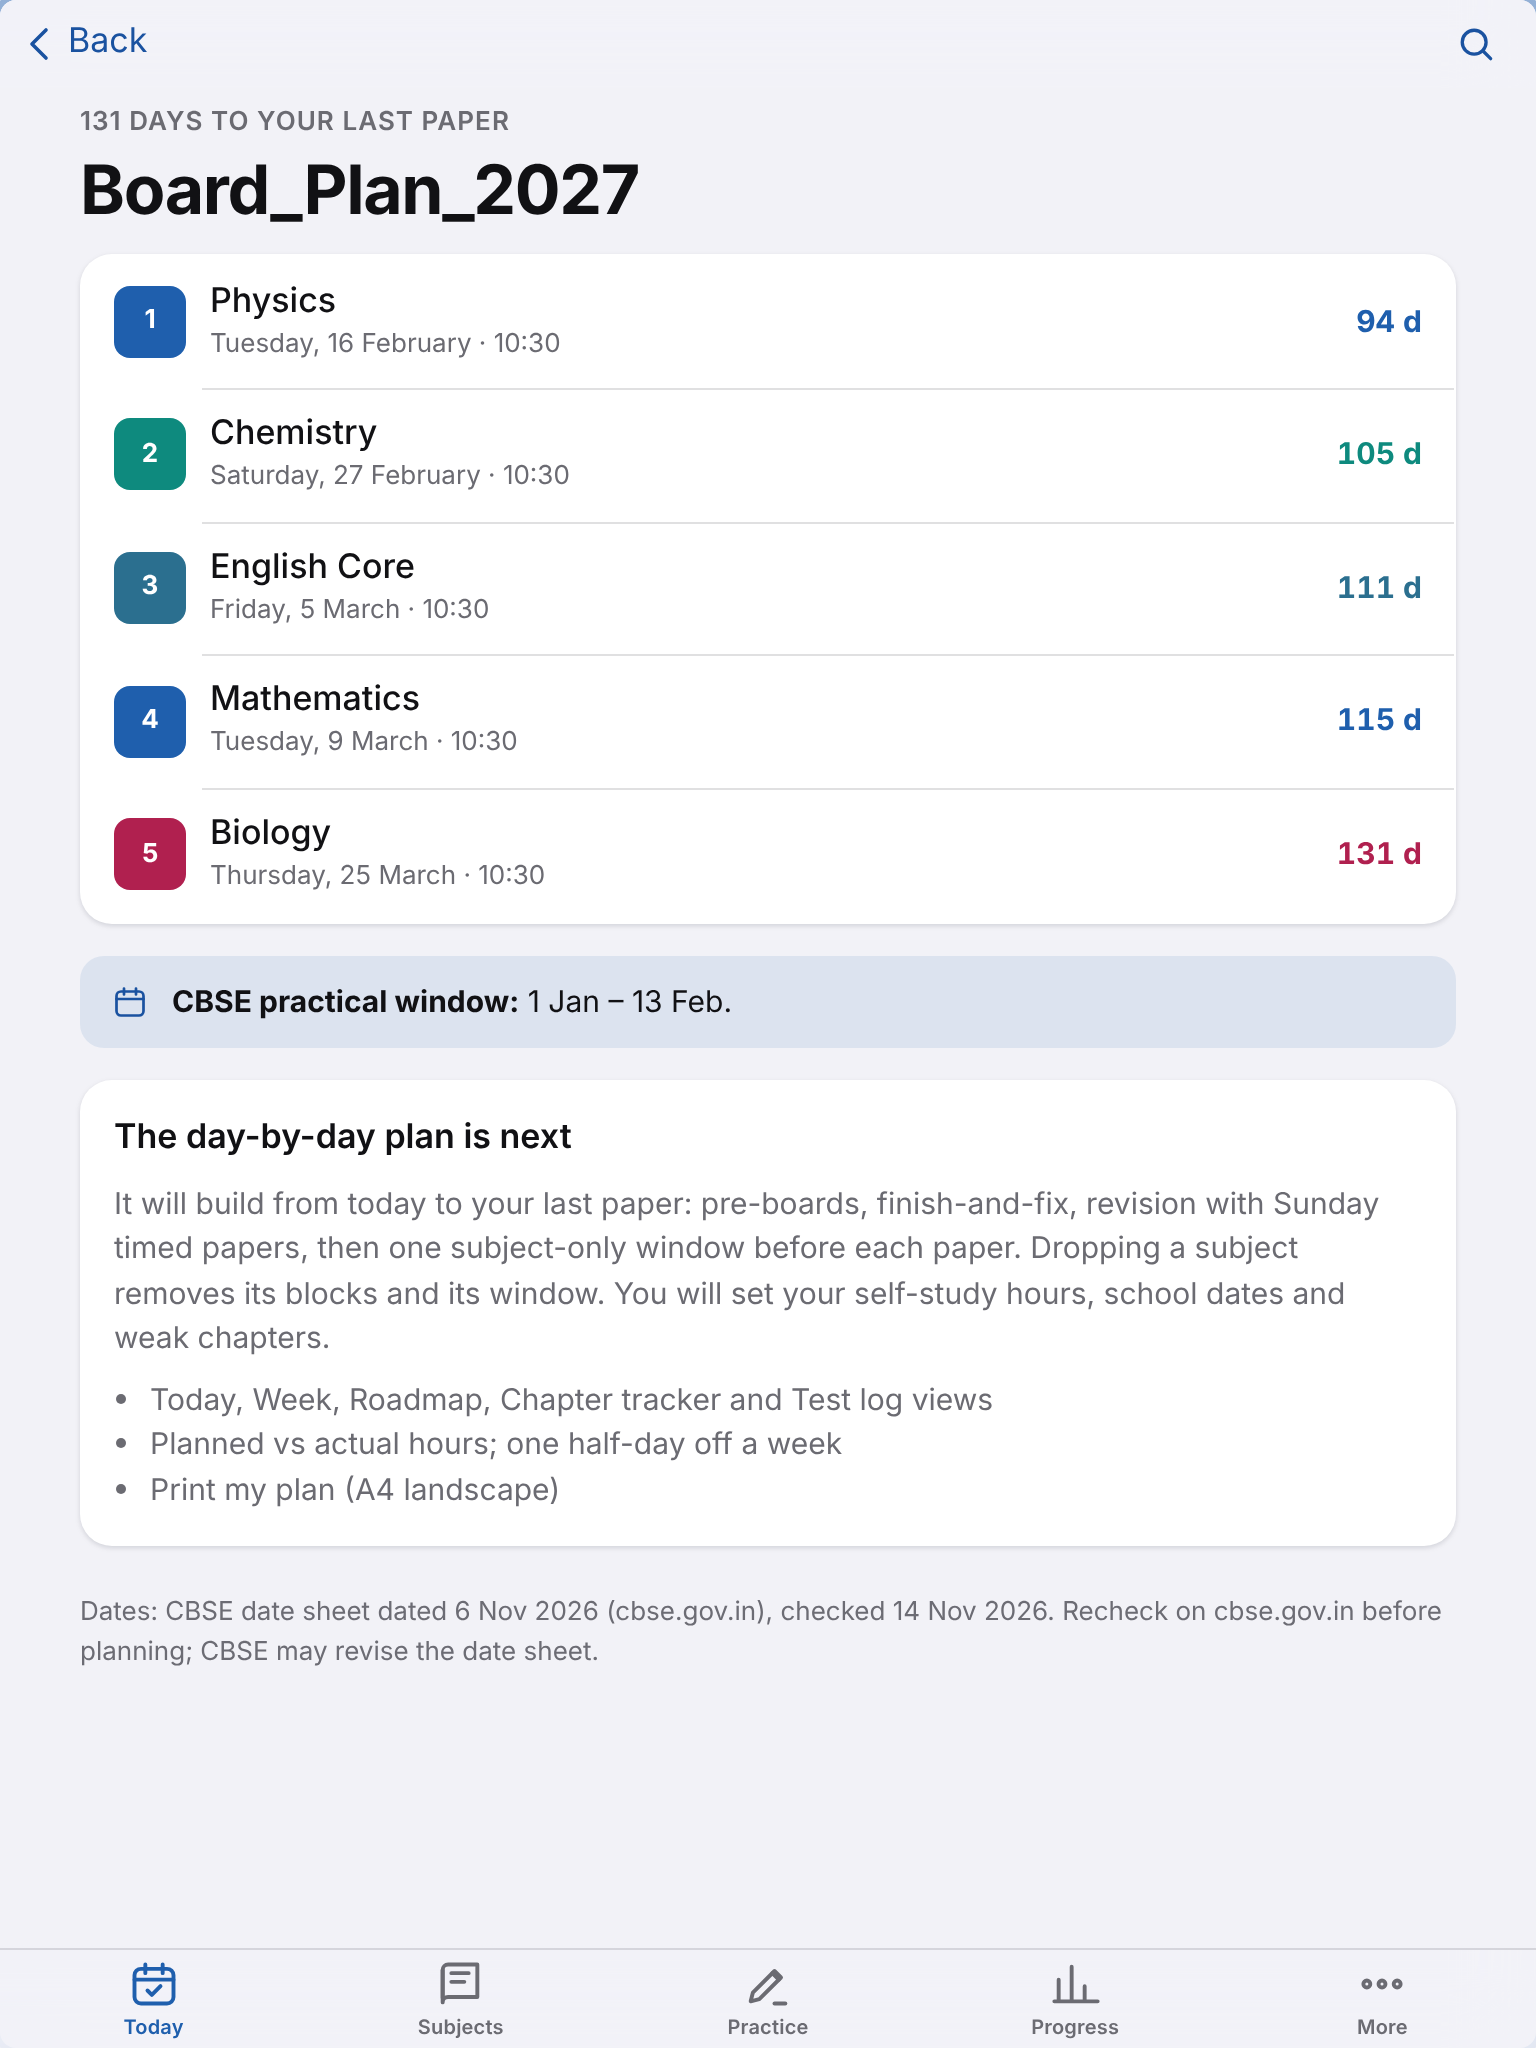 Back
131 DAYS TO YOUR LAST PAPER
Board_Plan_2027
1
Physics
Tuesday, 16 February · 10:30
94 d
2
Chemistry
Saturday, 27 February · 10:30
105 d
3
English Core
Friday, 5 March · 10:30
111 d
4
Mathematics
Tuesday, 9 March · 10:30
115 d
5
Biology
Thursday, 25 March · 10:30
131 d
CBSE practical window: 1 Jan – 13 Feb.
The day-by-day plan is next
It will build from today to your last paper: pre-boards, finish-and-fix, revision with Sunday
timed papers, then one subject-only window before each paper. Dropping a subject
removes its blocks and its window. You will set your self-study hours, school dates and
weak chapters.
• Today, Week, Roadmap, Chapter tracker and Test log views
• Planned vs actual hours; one half-day off a week
• Print my plan (A4 landscape)
Dates: CBSE date sheet dated 6 Nov 2026 (cbse.gov.in), checked 14 Nov 2026. Recheck on cbse.gov.in before
planning; CBSE may revise the date sheet.
Today
Subjects
Practice
Progress
More